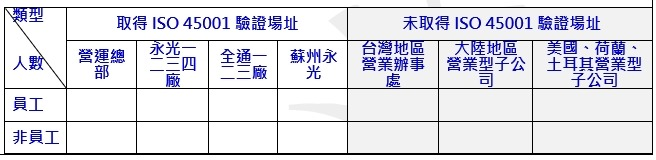 類型
人數
取得 ISO 45001 驗證場址
未取得 ISO 45001 驗證場址
營運總
部
永光一
二三四
廠
全通一
二三廠
蘇州永
光
台灣地區
營業辦事
處
大陸地區
營業型子公
司
美國、荷蘭、
土耳其營業型
子公司
員工
非員工